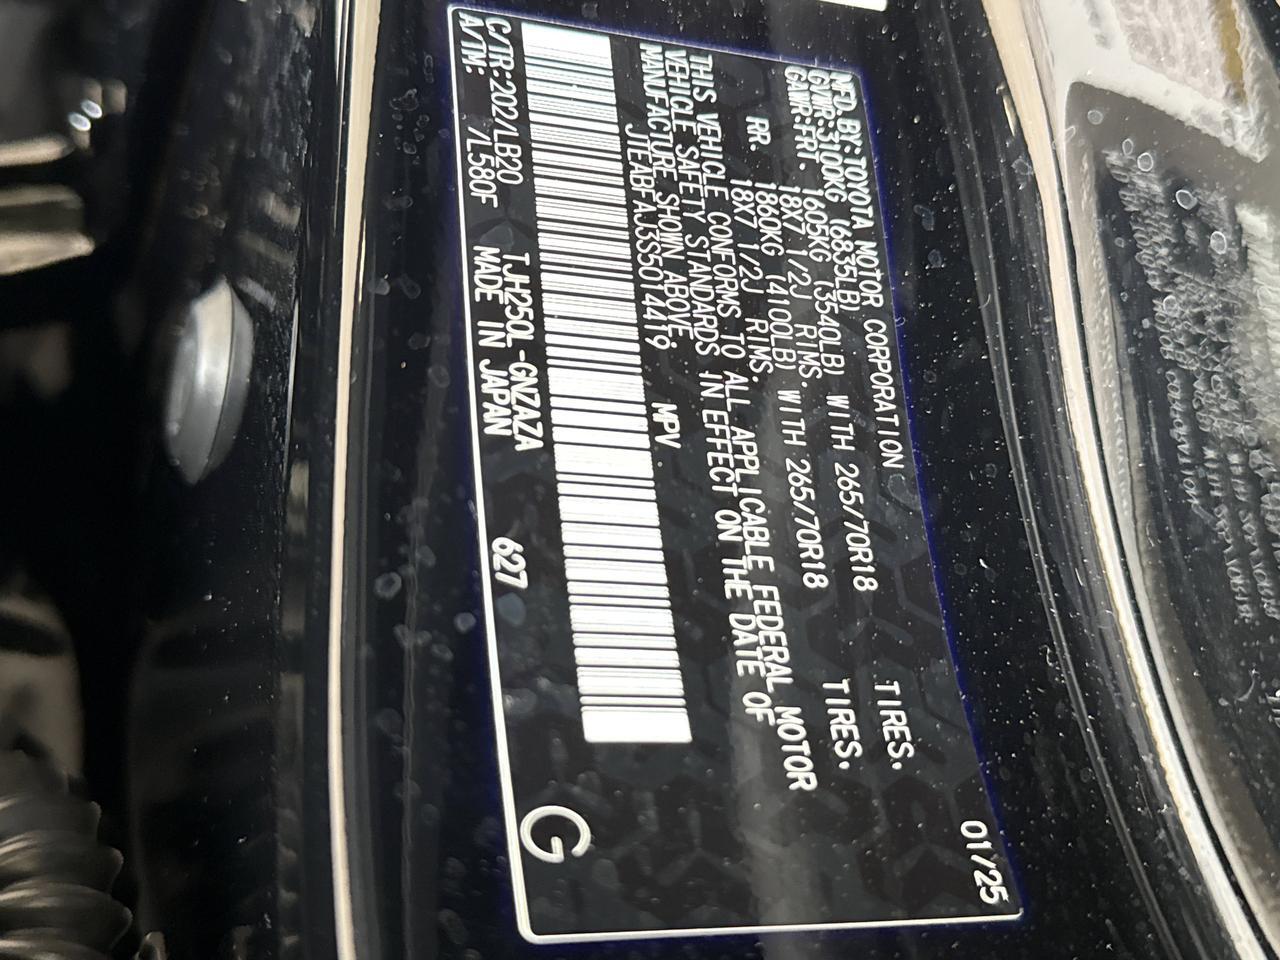 MFD.BY:TOYOTA MOTOR CORPORATION 01/25
GVWR:3100KG (6835LB)
GAWR:FRT. 1605KG (3540LB) WITH 265/70R18 TIRES.
18X7 1/2J RIMS.
RR. 1860KG (4100LB) WITH 265/70R18 TIRES.
18X7 1/2J RIMS.
THIS VEHICLE CONFORMS TO ALL APPLICABLE FEDERAL MOTOR
VEHICLE SAFETY STANDARDS IN EFFECT ON THE DATE OF
MANUFACTURE SHOWN ABOVE.
JTEABFAJ3SS014419 MPV
C/TR:202/LB20 TJH250L-GNZAZA 627
A/TM: /L580F MADE IN JAPAN
G